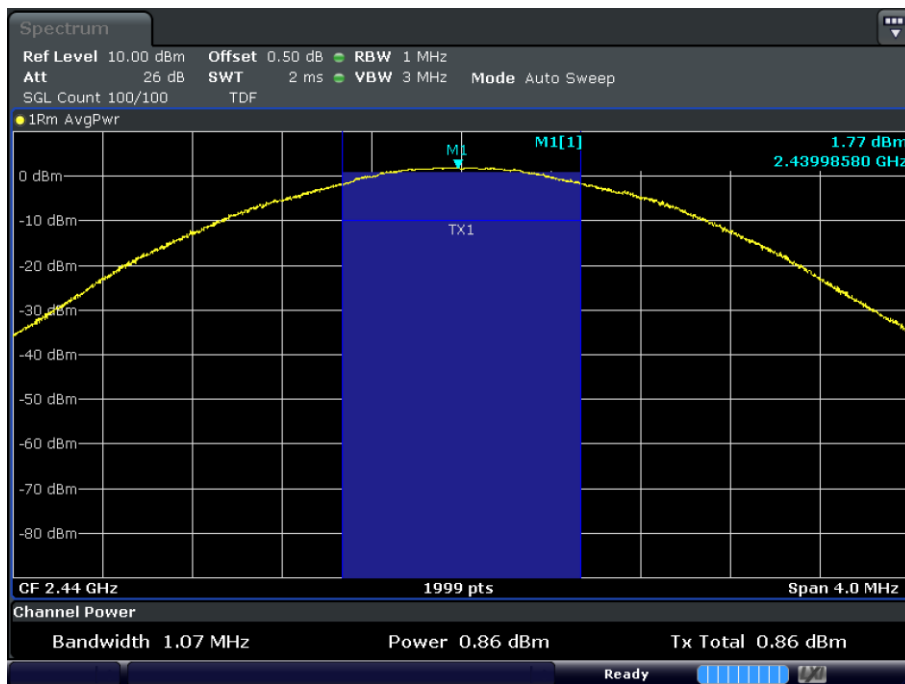 Spectrum
Ref Level 10.00 dBm Offset 0.50 dB RBW 1 MHz
Att 26 dB SWT 2 ms VBW 3 MHz Mode Auto Sweep
SGL Count 100/100 TDF
1Rm AvgPwr
M1[1] 1.77 dBm
2.43998580 GHz
M1
0 dBm
-10 dBm
TX1
-20 dBm
-30 dBm
-40 dBm
-50 dBm
-60 dBm
-70 dBm
-80 dBm
CF 2.44 GHz 1999 pts Span 4.0 MHz
Channel Power
Bandwidth 1.07 MHz Power 0.86 dBm Tx Total 0.86 dBm
Ready